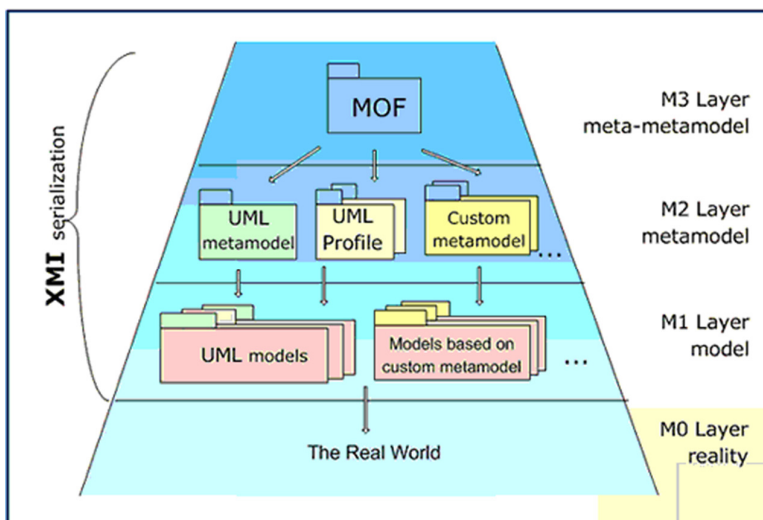 MOF
M3 Layer
meta-metamodel
XMI serialization
UML
metamodel
UML
Profile
Custom
metamodel
...
M2 Layer
metamodel
UML models
Models based on
custom metamodel
...
M1 Layer
model
The Real World
M0 Layer
reality